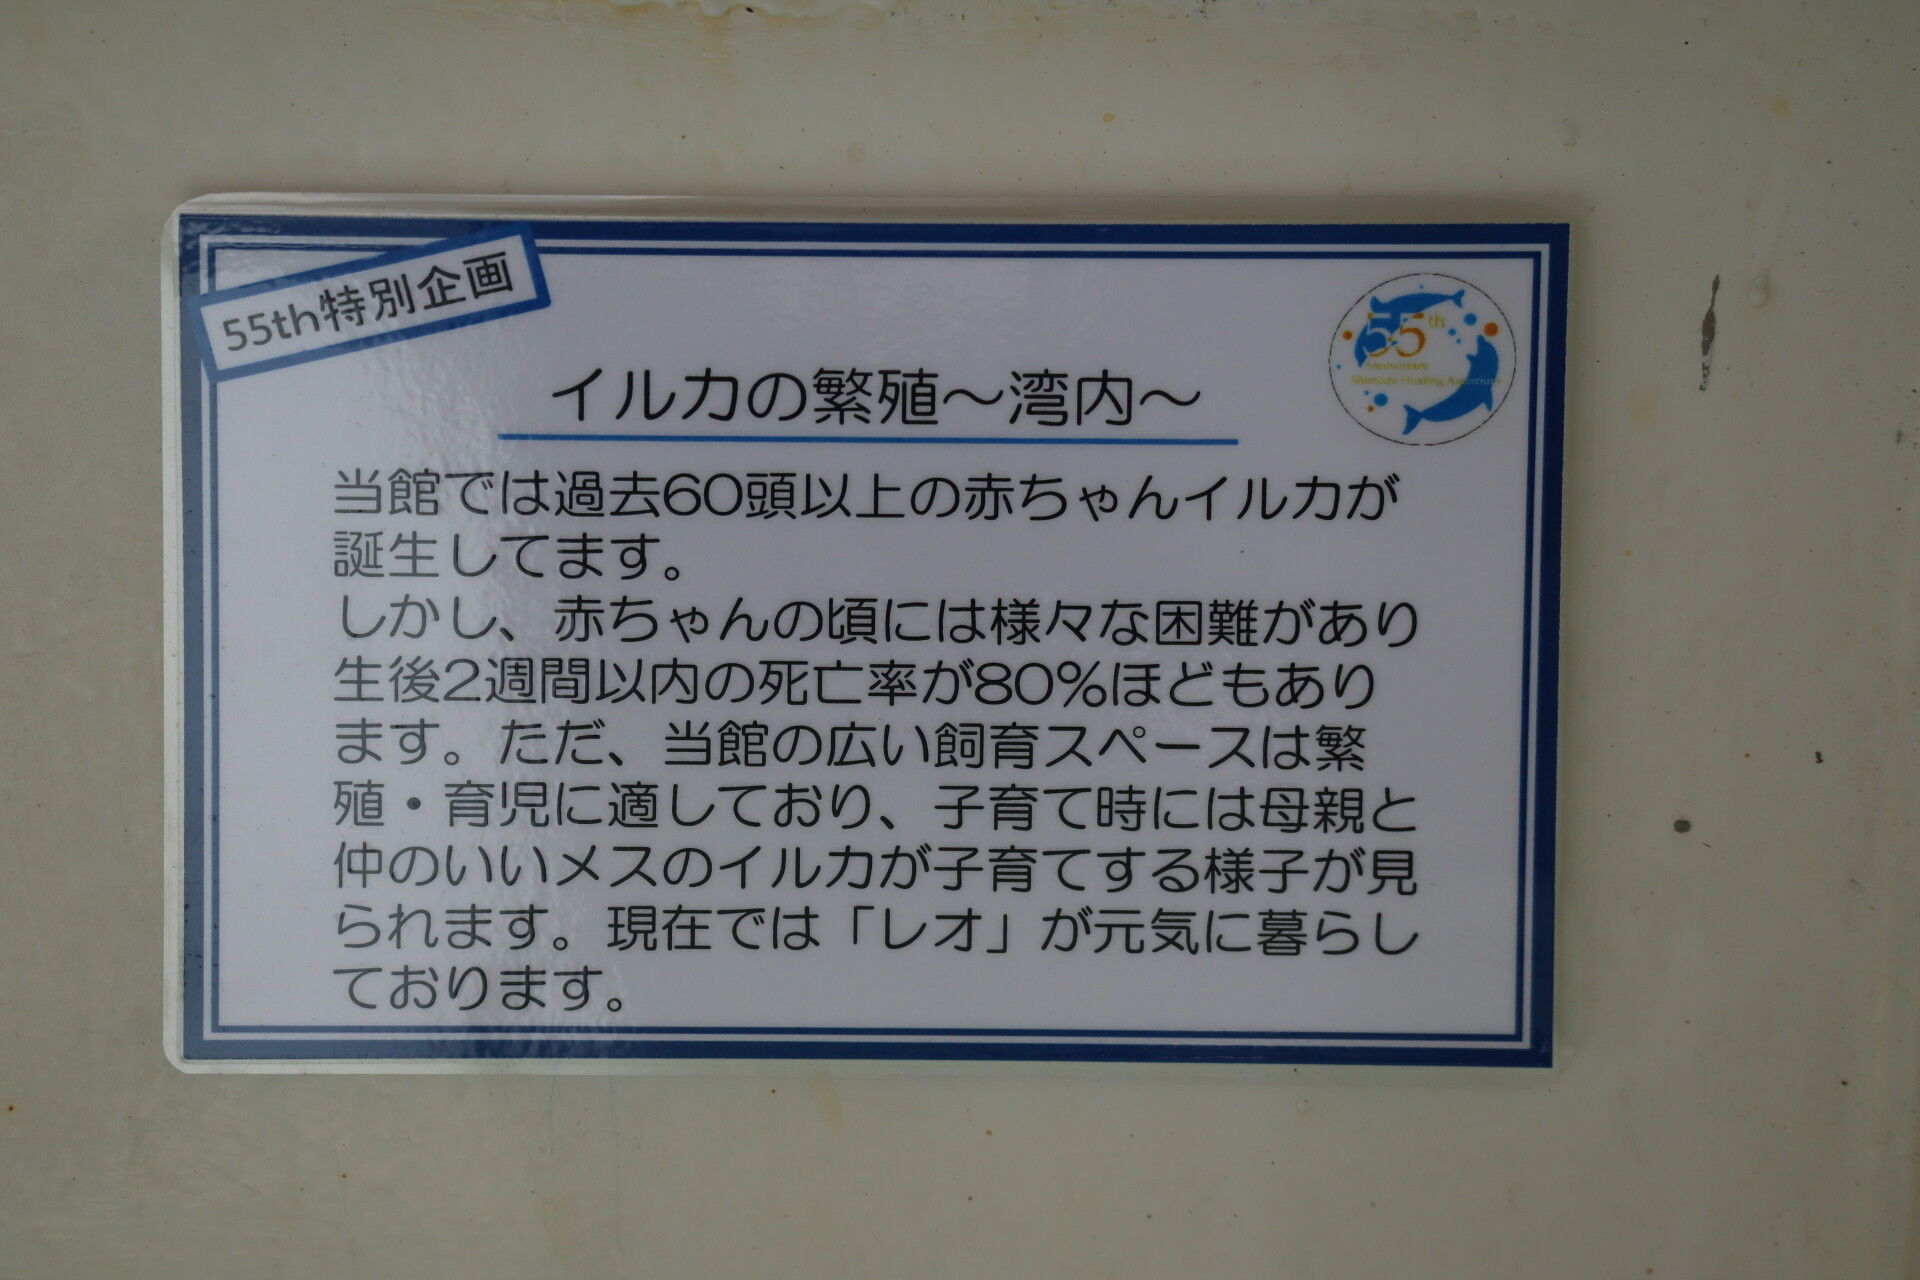 55th特別企画
55th
Anniversary
Shimoda Floating Aquarium
イルカの繁殖～湾内～
当館では過去60頭以上の赤ちゃんイルカが
誕生してます。
しかし、赤ちゃんの頃には様々な困難があり
生後2週間以内の死亡率が80%ほどもあり
ます。ただ、当館の広い飼育スペースは繁
殖・育児に適しており、子育て時には母親と
仲のいいメスのイルカが子育てする様子が見
られます。現在では「レオ」が元気に暮らし
ております。